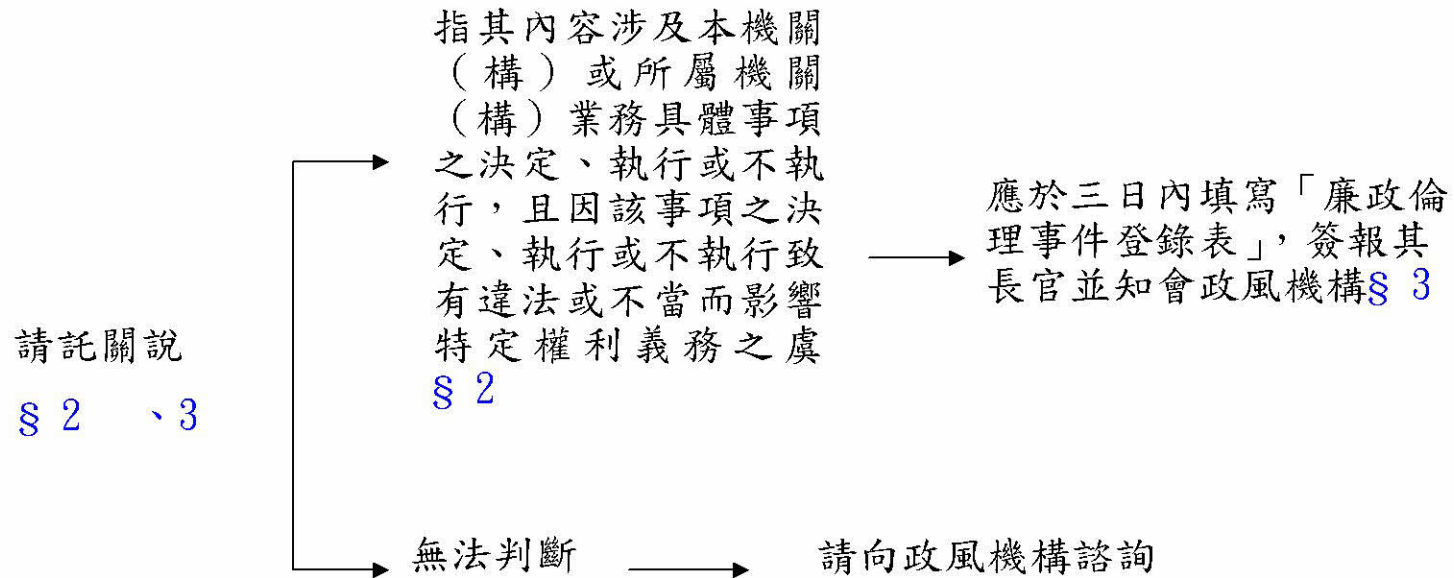 指其內容涉及本機關
（構）或所屬機關
（構）業務具體事項
之決定、執行或不執
行，且因該事項之決
定、執行或不執行致
有違法或不當而影響
特定權利義務之虞
§ 2
應於三日內填寫「廉政倫
理事件登錄表」，簽報其
長官並知會政風機構§ 3
請託關說
§ 2 、3
無法判斷
請向政風機構諮詢